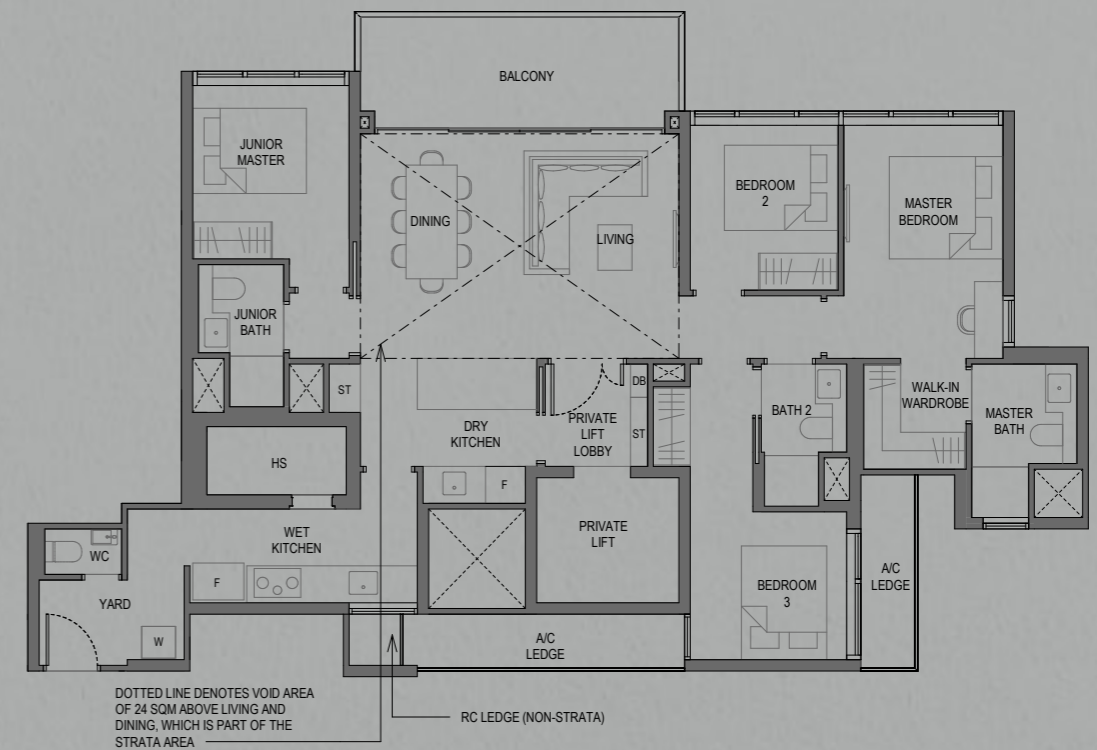 BALCONY
JUNIOR
MASTER
DINING
LIVING
BEDROOM
2
MASTER
BEDROOM
JUNIOR
BATH
ST
DRY
KITCHEN
PRIVATE
LIFT
LOBBY
DB
ST
BATH 2
WALK-IN
WARDROBE
MASTER
BATH
HS
F
PRIVATE
LIFT
WET
KITCHEN
WC
F
YARD
W
BEDROOM
3
A/C
LEDGE
A/C
LEDGE
DOTTED LINE DENOTES VOID AREA
OF 24 SQM ABOVE LIVING AND
DINING, WHICH IS PART OF THE
STRATA AREA
RC LEDGE (NON-STRATA)